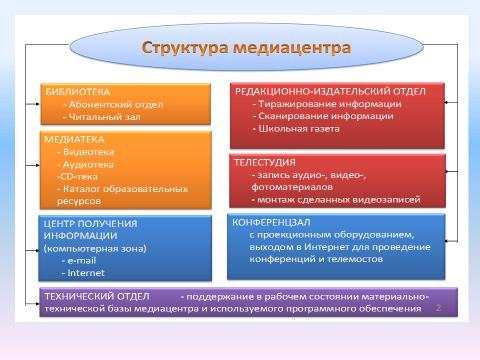 Структура медиацентра
БИБЛИОТЕКА
- Абонентский отдел
- Читальный зал
МЕДИАТЕКА
- Видеотека
- Аудиотека
-CD-тека
- Каталог образовательных
ресурсов
ЦЕНТР ПОЛУЧЕНИЯ
ИНФОРМАЦИИ
(компьютерная зона)
- e-mail
- Internet
РЕДАКЦИОННО-ИЗДАТЕЛЬСКИЙ ОТДЕЛ
- Тиражирование информации
- Сканирование информации
- Школьная газета
ТЕЛЕСТУДИЯ
- запись аудио-, видео-,
фотоматериалов
- монтаж сделанных видеозаписей
КОНФЕРЕНЦЗАЛ
с проекционным оборудованием,
выходом в Интернет для проведения
конференций и телемостов
ТЕХНИЧЕСКИЙ ОТДЕЛ - поддержание в рабочем состоянии материально-
технической базы медиацентра и используемого программного обеспечения 2